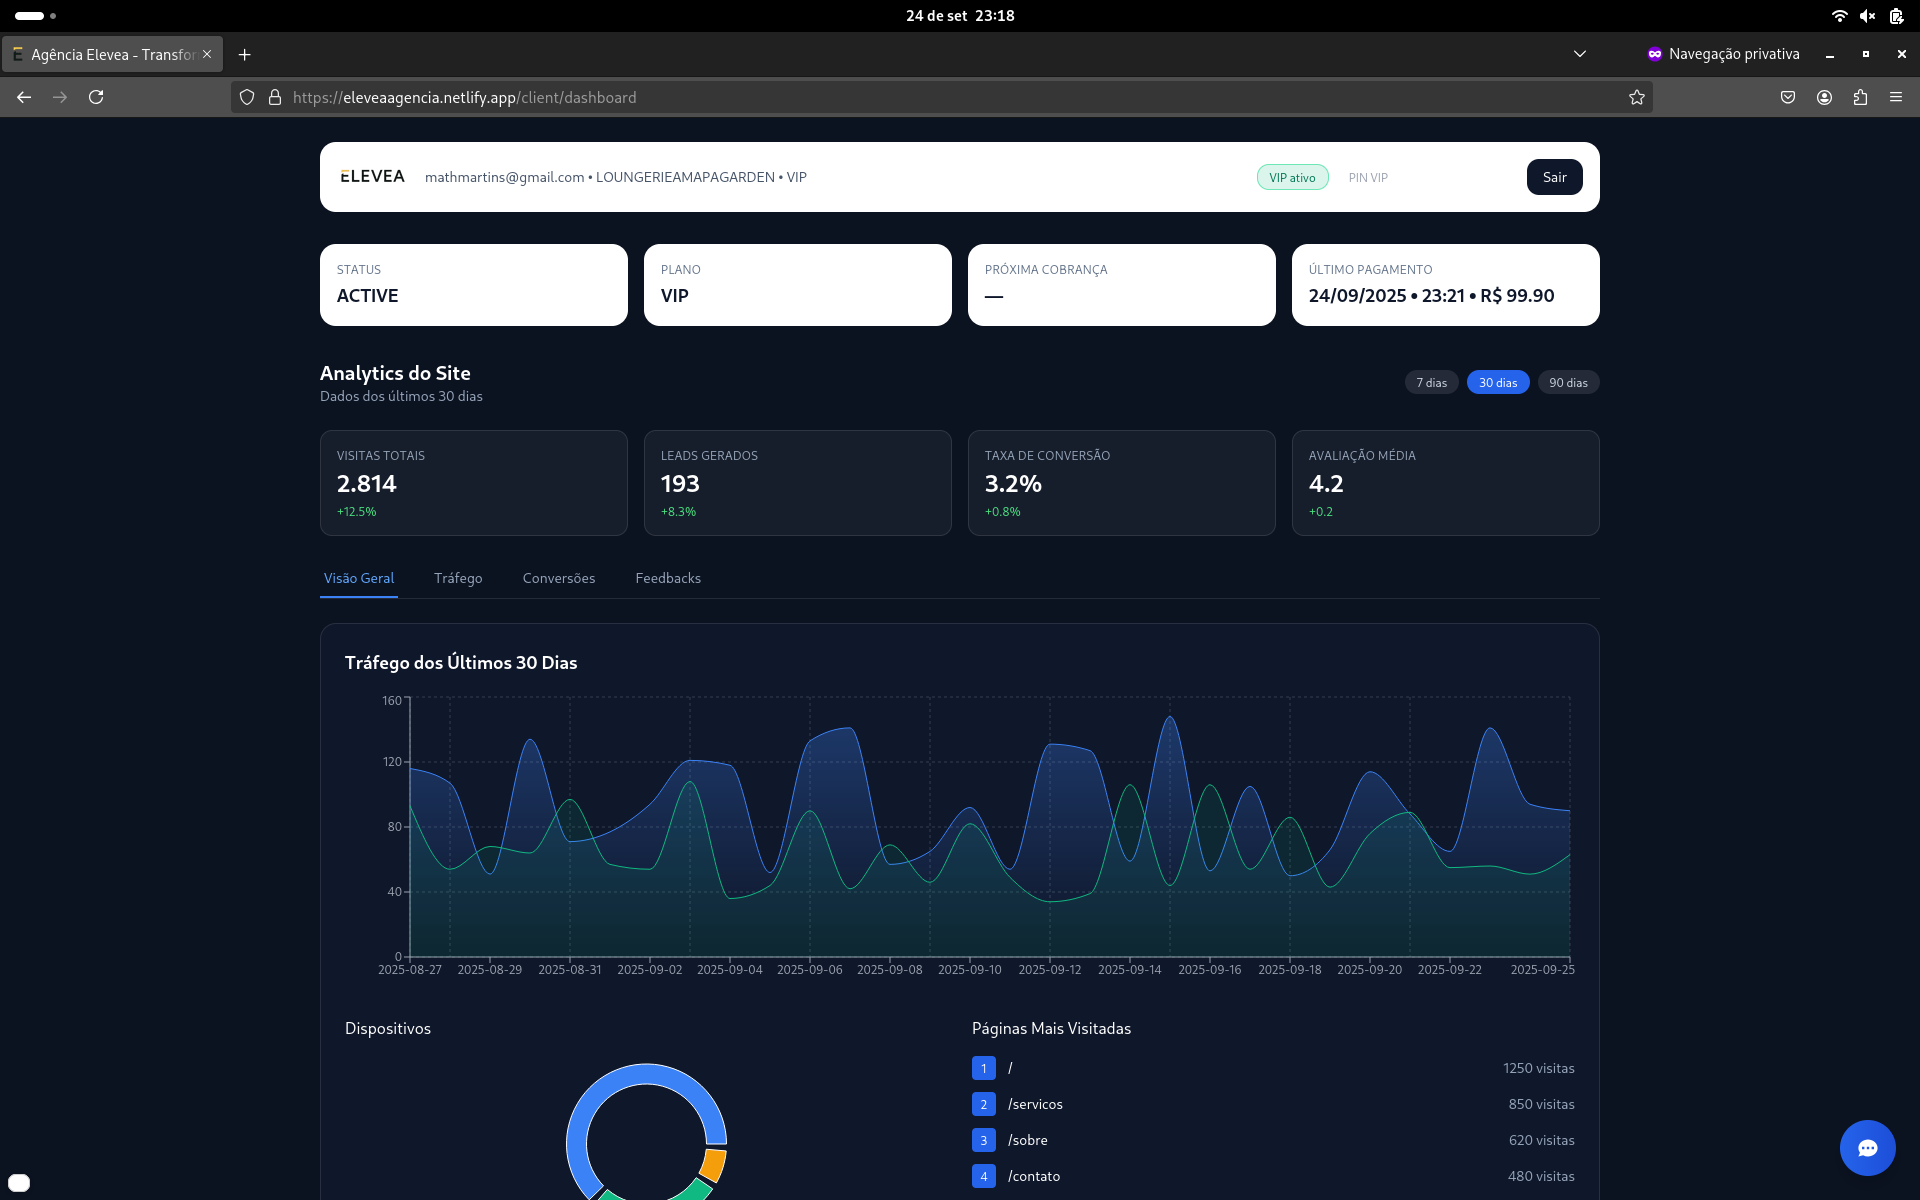 24 de set 23:18
Agência Elevea - Transfor
Navegação privativa
https://eleveaagencia.netlify.app/client/dashboard
ELEVEA
mathmartins@gmail.com • LOUNGERIEAMAPAGARDEN • VIP
VIP ativo
PIN VIP
Sair
STATUS
ACTIVE
PLANO
VIP
PRÓXIMA COBRANÇA
—
ÚLTIMO PAGAMENTO
24/09/2025 • 23:21 • R$ 99.90
Analytics do Site
Dados dos últimos 30 dias
7 dias
30 dias
90 dias
VISITAS TOTAIS
2.814
+12.5%
LEADS GERADOS
193
+8.3%
TAXA DE CONVERSÃO
3.2%
+0.8%
AVALIAÇÃO MÉDIA
4.2
+0.2
Visão Geral
Tráfego
Conversões
Feedbacks
Tráfego dos Últimos 30 Dias
160
120
80
40
0
2025-08-27 2025-08-29 2025-08-31 2025-09-02 2025-09-04 2025-09-06 2025-09-08 2025-09-10 2025-09-12 2025-09-14 2025-09-16 2025-09-18 2025-09-20 2025-09-22 2025-09-25
Dispositivos
Páginas Mais Visitadas
1 / 1250 visitas
2 /servicos 850 visitas
3 /sobre 620 visitas
4 /contato 480 visitas